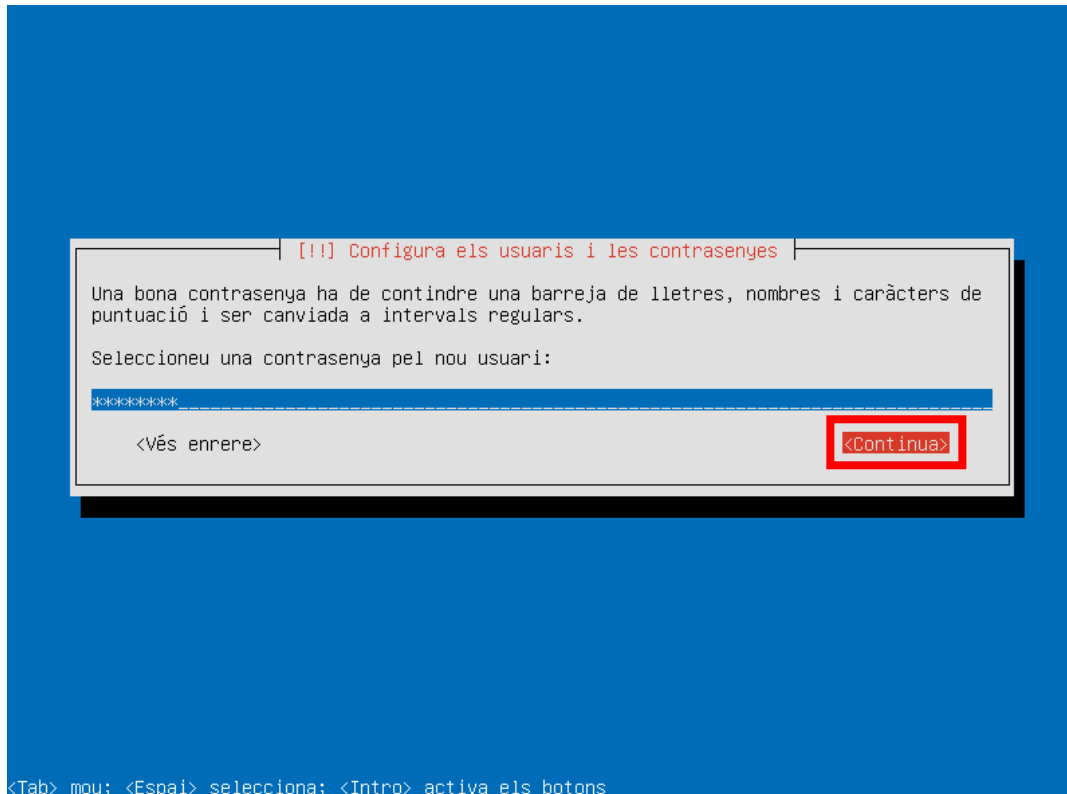 [!!] Configura els usuaris i les contrasenyes
Una bona contrasenya ha de contindre una barreja de lletres, nombres i caràcters de
puntuació i ser canviada a intervals regulars.
Seleccioneu una contrasenya pel nou usuari:
********
<Vés enrere> <Continua>
<Tab> mou; <Espai> selecciona; <Intro> activa els botons